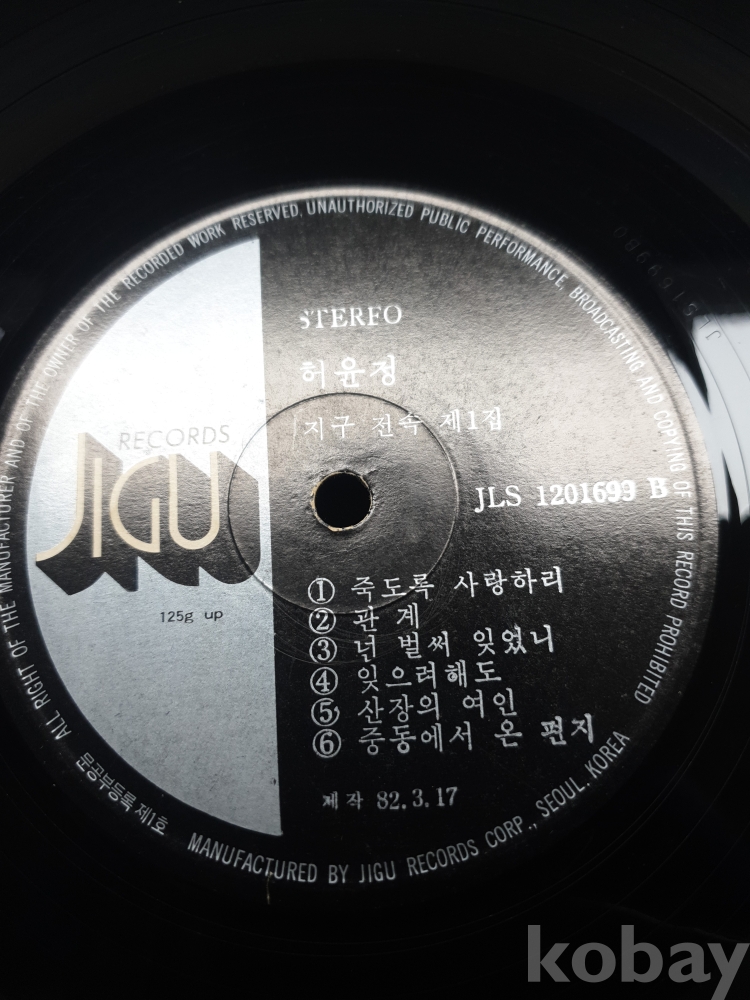 ALL RIGHT OF THE MANUFACTURER AND OF THE OWNER OF THE RECORDED WORK RESERVED. UNAUTHORIZED PUBLIC PERFORMANCE, BROADCASTING AND COPYING OF THIS RECORD PROHIBITED
STEREO
허윤정
지구 전속 제1집
RECORDS
JIGU
JLS 1201699 B
125g up
① 죽도록 사랑하리
② 관계
③ 넌 벌써 잊었니
④ 잊으려해도
⑤ 산장의 여인
⑥ 중동에서 온 편지
제작 82.3.17
문공부등록 제1호
MANUFACTURED BY JIGU RECORDS CORP., SEOUL, KOREA
kobay